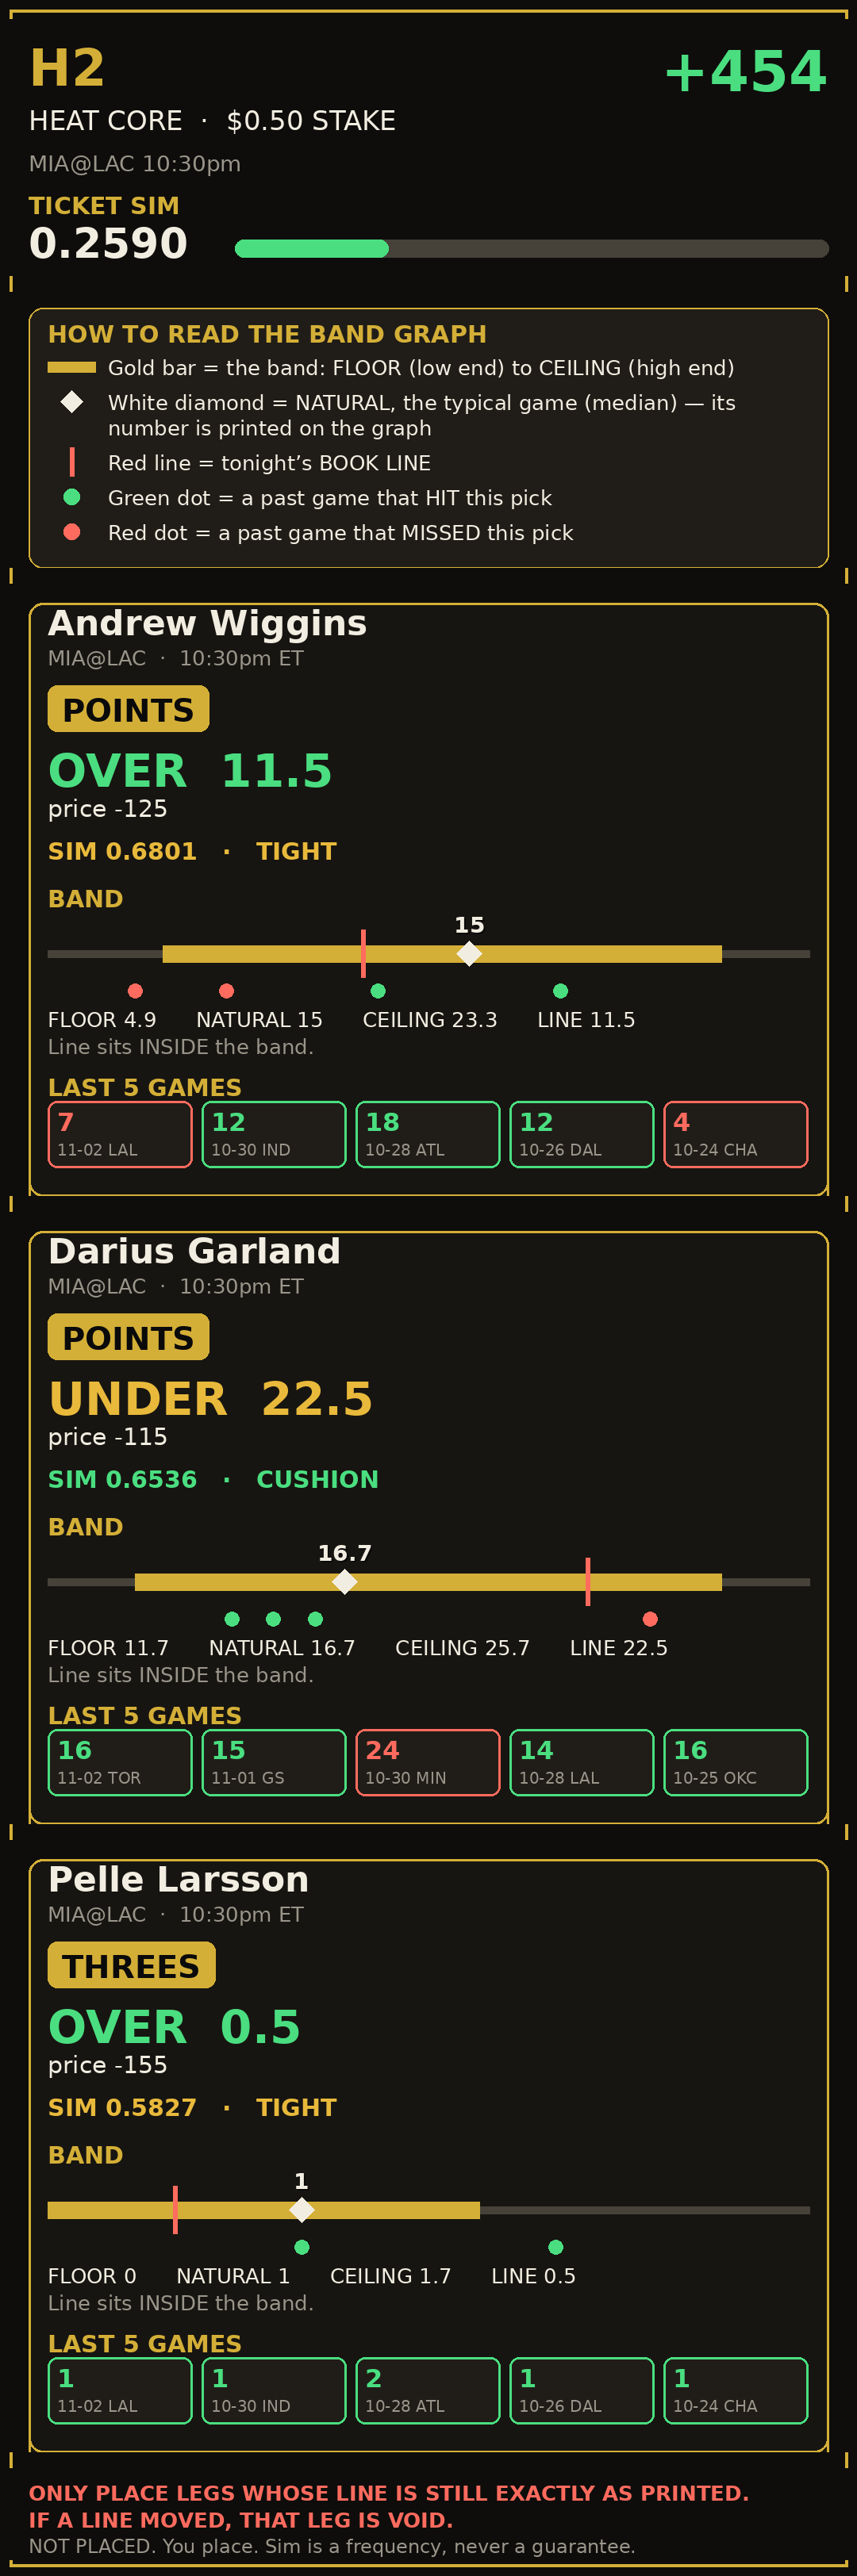 H2
+454
HEAT CORE · $0.50 STAKE
MIA@LAC 10:30pm
TICKET SIM
0.2590
HOW TO READ THE BAND GRAPH
Gold bar = the band: FLOOR (low end) to CEILING (high end)
White diamond = NATURAL, the typical game (median) — its
number is printed on the graph
Red line = tonight’s BOOK LINE
Green dot = a past game that HIT this pick
Red dot = a past game that MISSED this pick
Andrew Wiggins
MIA@LAC · 10:30pm ET
POINTS
OVER 11.5
price -125
SIM 0.6801 · TIGHT
BAND
15
FLOOR 4.9 NATURAL 15 CEILING 23.3 LINE 11.5
Line sits INSIDE the band.
LAST 5 GAMES
7 12 18 12 4
11-02 LAL 10-30 IND 10-28 ATL 10-26 DAL 10-24 CHA
Darius Garland
MIA@LAC · 10:30pm ET
POINTS
UNDER 22.5
price -115
SIM 0.6536 · CUSHION
BAND
16.7
FLOOR 11.7 NATURAL 16.7 CEILING 25.7 LINE 22.5
Line sits INSIDE the band.
LAST 5 GAMES
16 15 24 14 16
11-02 TOR 11-01 GS 10-30 MIN 10-28 LAL 10-25 OKC
Pelle Larsson
MIA@LAC · 10:30pm ET
THREES
OVER 0.5
price -155
SIM 0.5827 · TIGHT
BAND
1
FLOOR 0 NATURAL 1 CEILING 1.7 LINE 0.5
Line sits INSIDE the band.
LAST 5 GAMES
1 1 2 1 1
11-02 LAL 10-30 IND 10-28 ATL 10-26 DAL 10-24 CHA
ONLY PLACE LEGS WHOSE LINE IS STILL EXACTLY AS PRINTED.
IF A LINE MOVED, THAT LEG IS VOID.
NOT PLACED. You place. Sim is a frequency, never a guarantee.